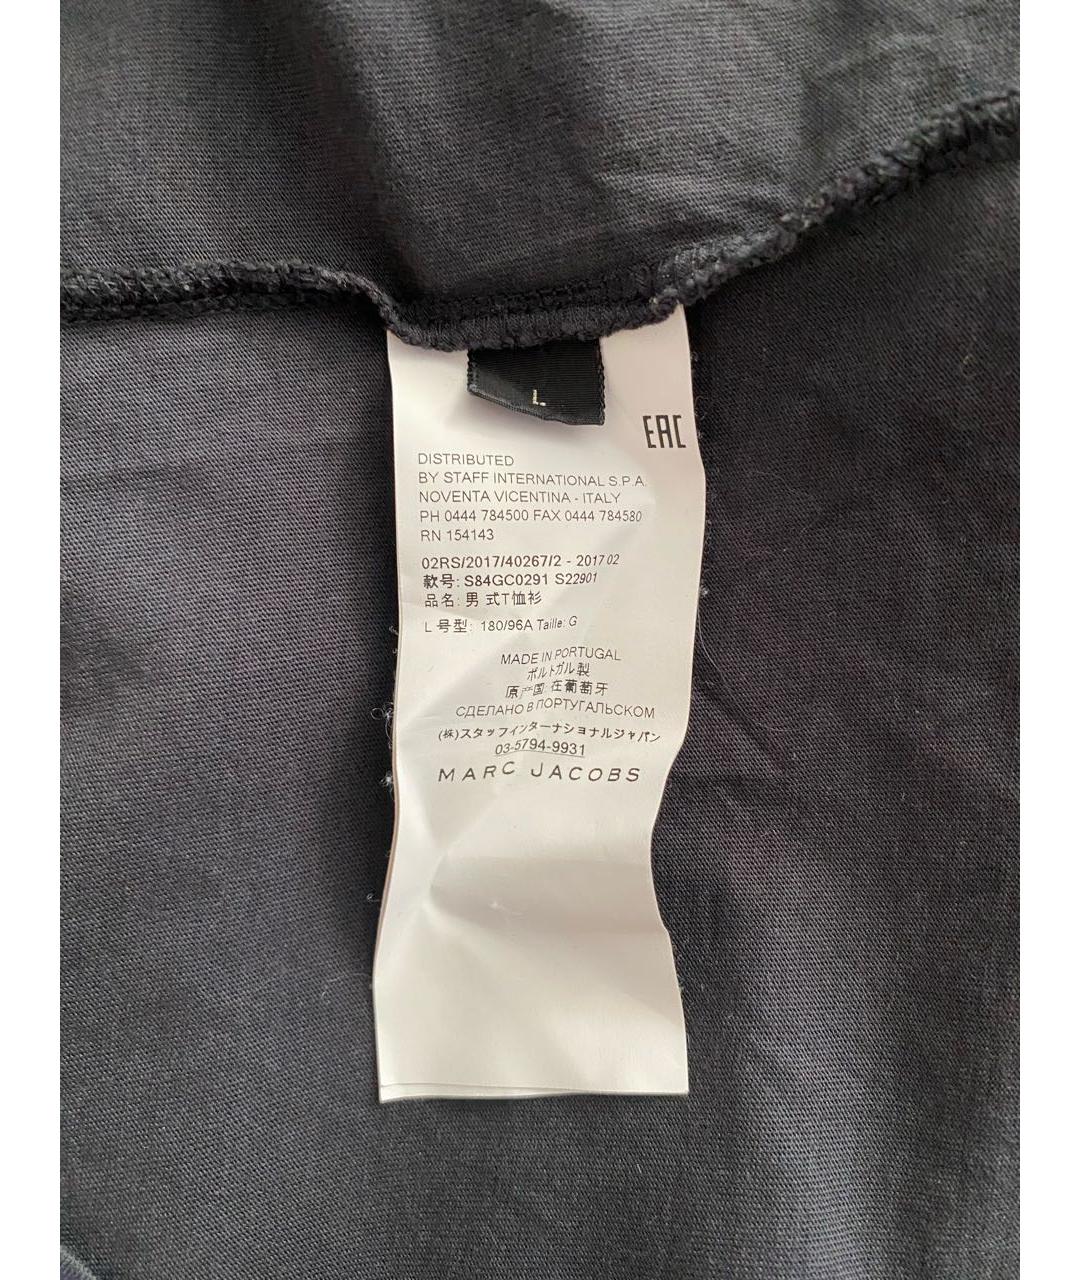 L
EAC
DISTRIBUTED
BY STAFF INTERNATIONAL S.P.A.
NOVENTA VICENTINA - ITALY
PH 0444 784500 FAX 0444 784580
RN 154143
02RS/2017/40267/2 - 2017 02
款号: S84GC0291 S22901
品名: 男式T恤衫
L 号型: 180/96A Taille: G
MADE IN PORTUGAL
ポルトガル製
原产国 在葡萄牙
СДЕЛАНО В ПОРТУГАЛЬСКОМ
(株)スタッフインターナショナルジャパン
03-5794-9931
MARC JACOBS